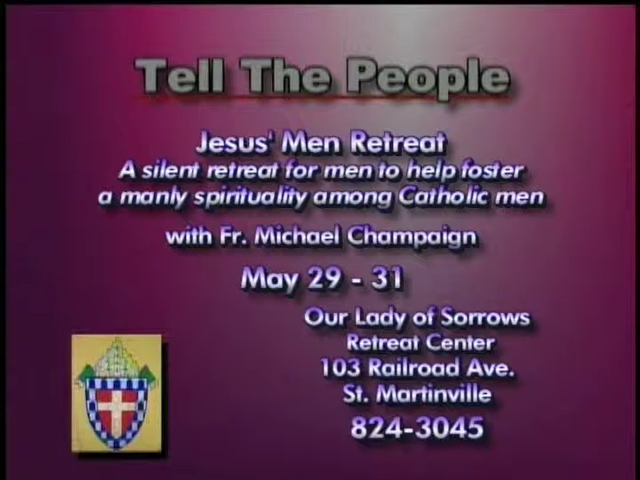 Tell The People
Jesus' Men Retreat
A silent retreat for men to help foster
a manly spirituality among Catholic men
with Fr. Michael Champaign
May 29 - 31
Our Lady of Sorrows
Retreat Center
103 Railroad Ave.
St. Martinville
824-3045